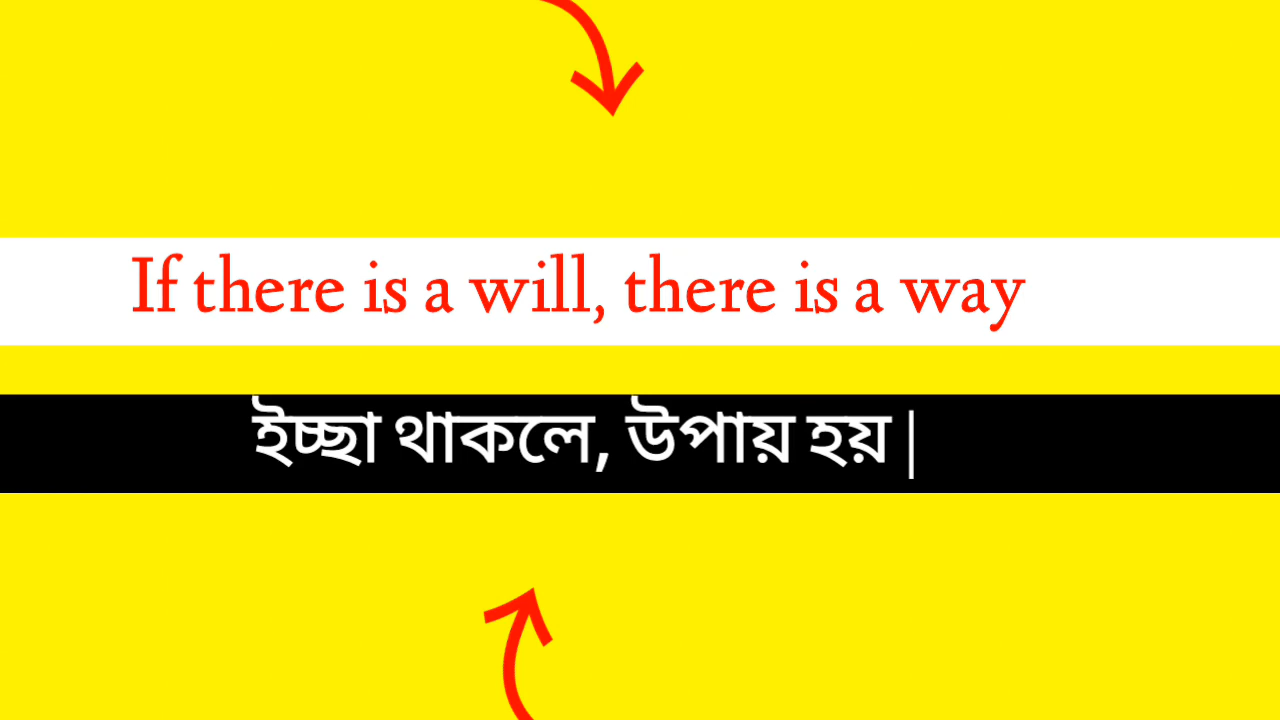 If there is a will, there is a way
ইচ্ছা থাকলে, উপায় হয় |